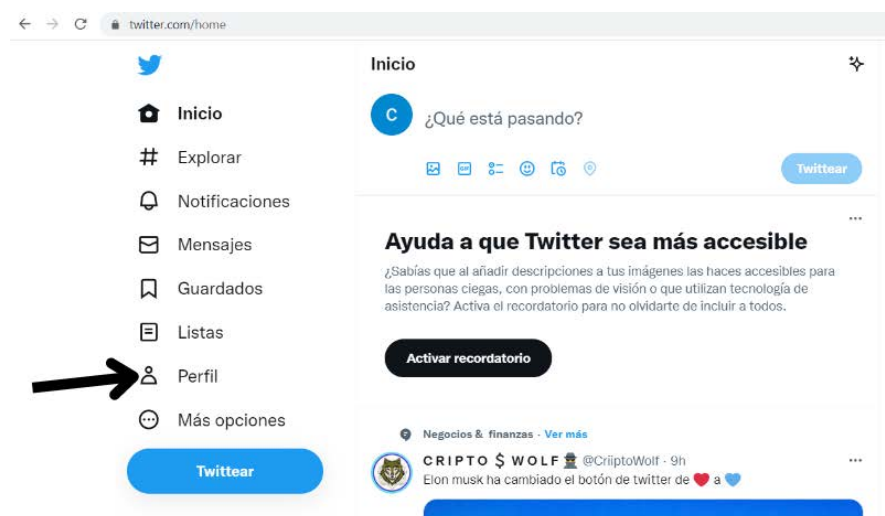 twitter.com/home
Inicio
Explorar
Notificaciones
Mensajes
Guardados
Listas
Perfil
Más opciones
Twittear
Inicio
C
¿Qué está pasando?
GIF
Twittear
Ayuda a que Twitter sea más accesible
¿Sabías que al añadir descripciones a tus imágenes las haces accesibles para
las personas ciegas, con problemas de visión o que utilizan tecnología de
asistencia? Activa el recordatorio para no olvidarte de incluir a todos.
Activar recordatorio
Negocios & finanzas · Ver más
CRIPTO $ WOLF @CriiptoWolf · 9h
Elon musk ha cambiado el botón de twitter de ❤️ a 💙